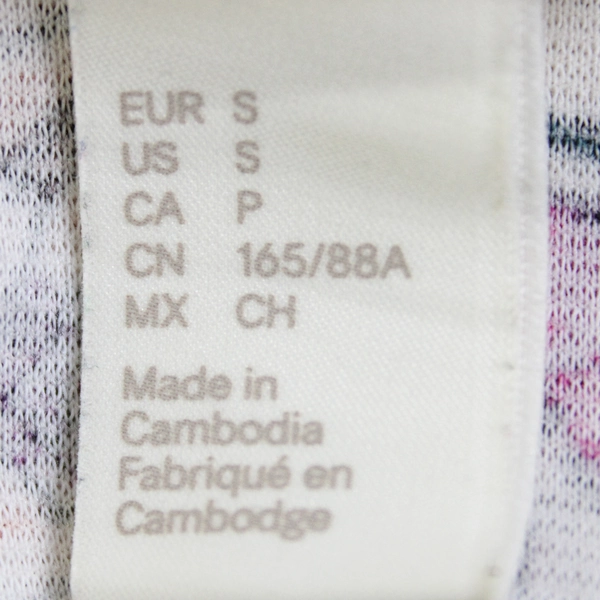 EUR S
US S
CA P
CN 165/88A
MX CH
Made in
Cambodia
Fabriqué en
Cambodge